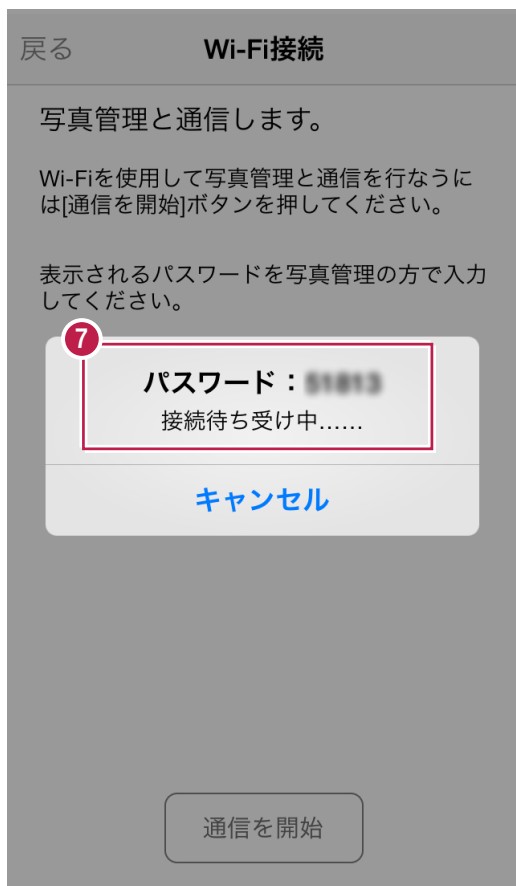 戻る
Wi-Fi接続
写真管理と通信します。
Wi-Fiを使用して写真管理と通信を行なうに
は[通信を開始]ボタンを押してください。
表示されるパスワードを写真管理の方で入力
してください。
7
パスワード：
接続待ち受け中……
キャンセル
通信を開始